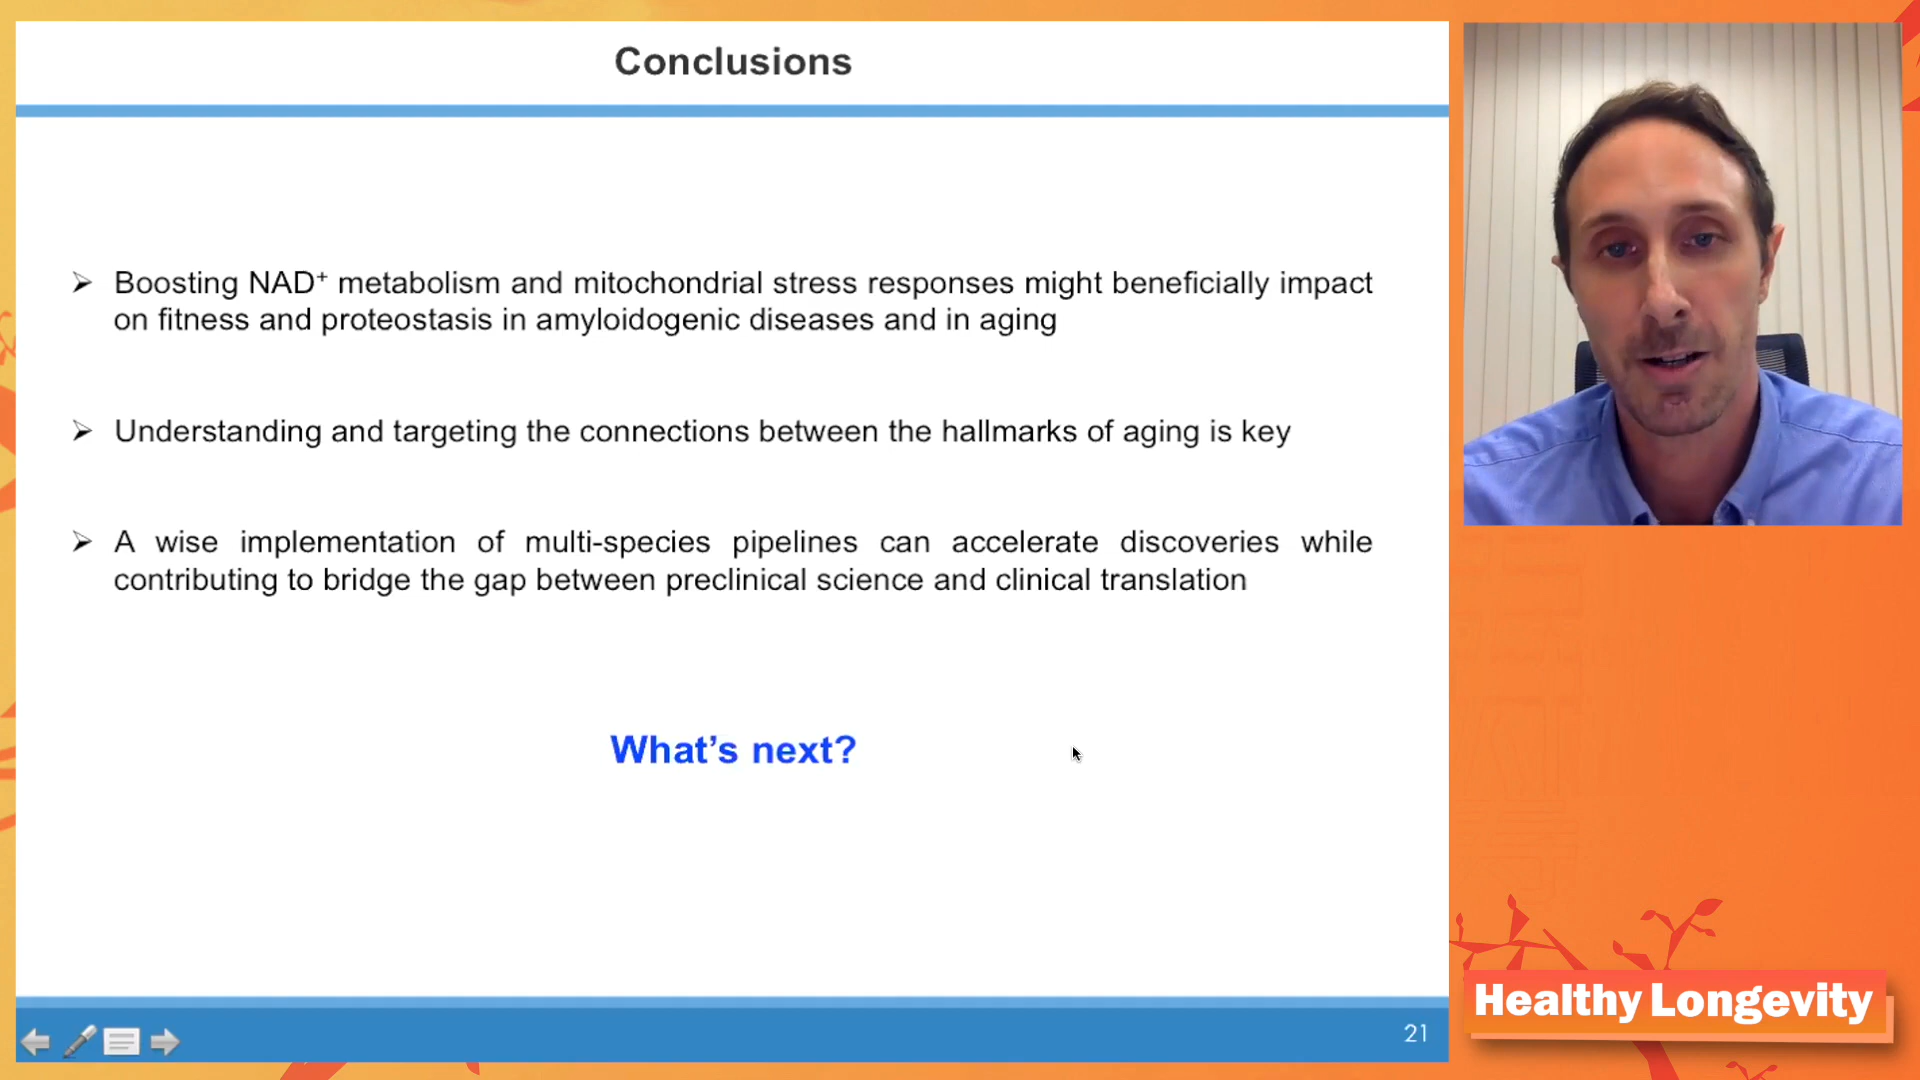 Conclusions
➢ Boosting NAD⁺ metabolism and mitochondrial stress responses might beneficially impact
on fitness and proteostasis in amyloidogenic diseases and in aging
➢ Understanding and targeting the connections between the hallmarks of aging is key
➢ A wise implementation of multi-species pipelines can accelerate discoveries while
contributing to bridge the gap between preclinical science and clinical translation
What’s next?
21
Healthy Longevity